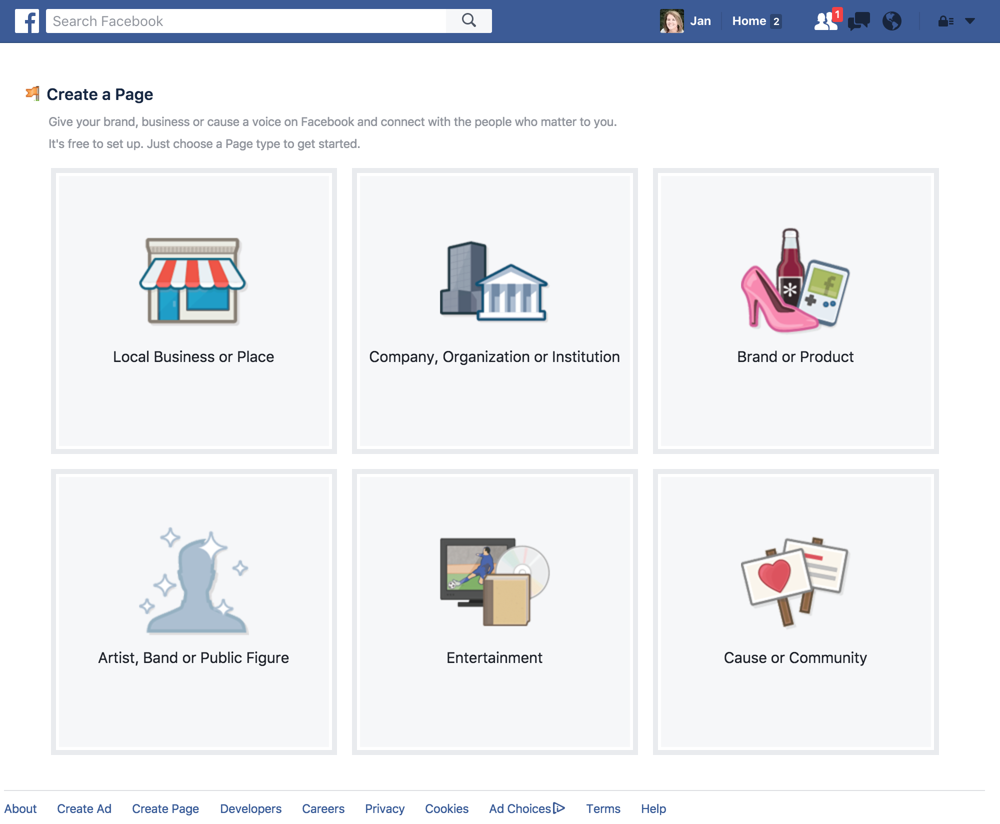 f
Search Facebook
Jan
Home 2
1
Create a Page
Give your brand, business or cause a voice on Facebook and connect with the people who matter to you.
It's free to set up. Just choose a Page type to get started.
f
Local Business or Place
Company, Organization or Institution
Brand or Product
Artist, Band or Public Figure
Entertainment
Cause or Community
About
Create Ad
Create Page
Developers
Careers
Privacy
Cookies
Ad Choices
Terms
Help